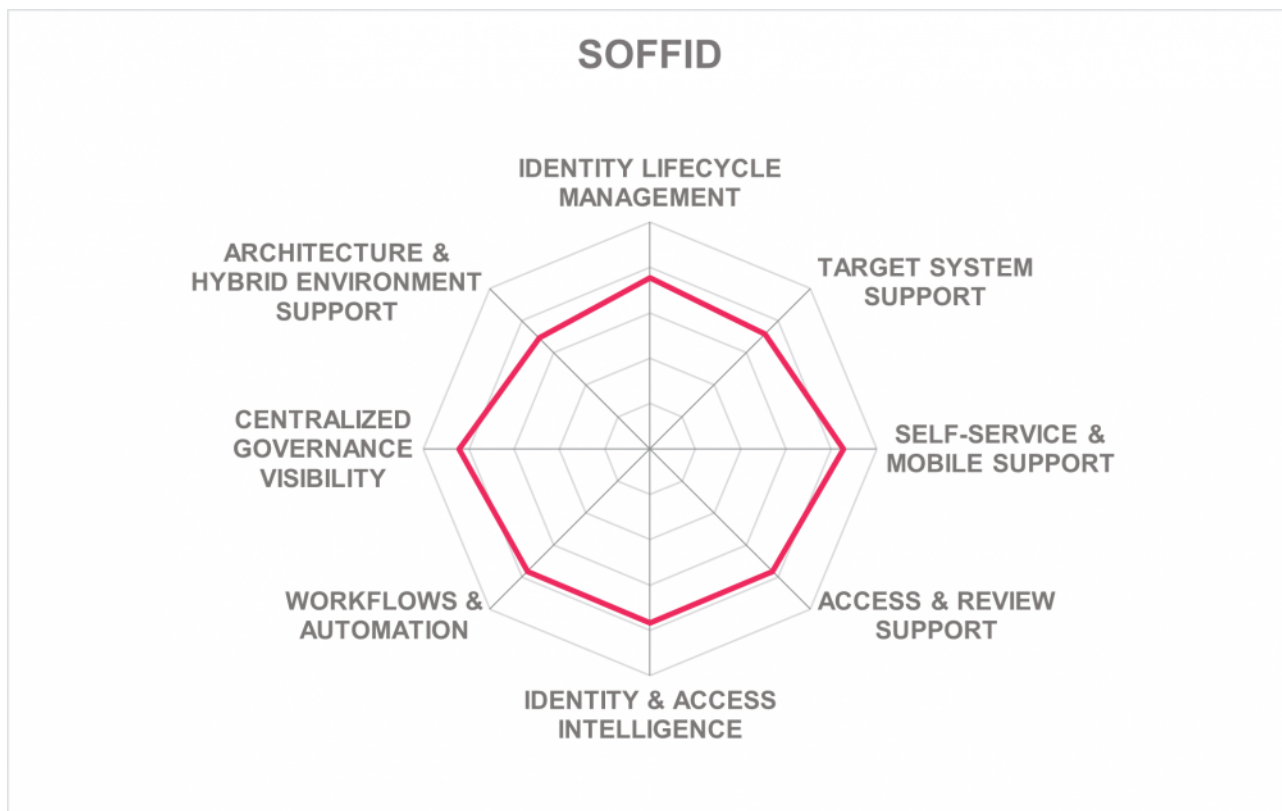 SOFFID
IDENTITY LIFECYCLE
MANAGEMENT
ARCHITECTURE &
HYBRID ENVIRONMENT
SUPPORT
TARGET SYSTEM
SUPPORT
CENTRALIZED
GOVERNANCE
VISIBILITY
SELF-SERVICE &
MOBILE SUPPORT
WORKFLOWS &
AUTOMATION
ACCESS & REVIEW
SUPPORT
IDENTITY & ACCESS
INTELLIGENCE